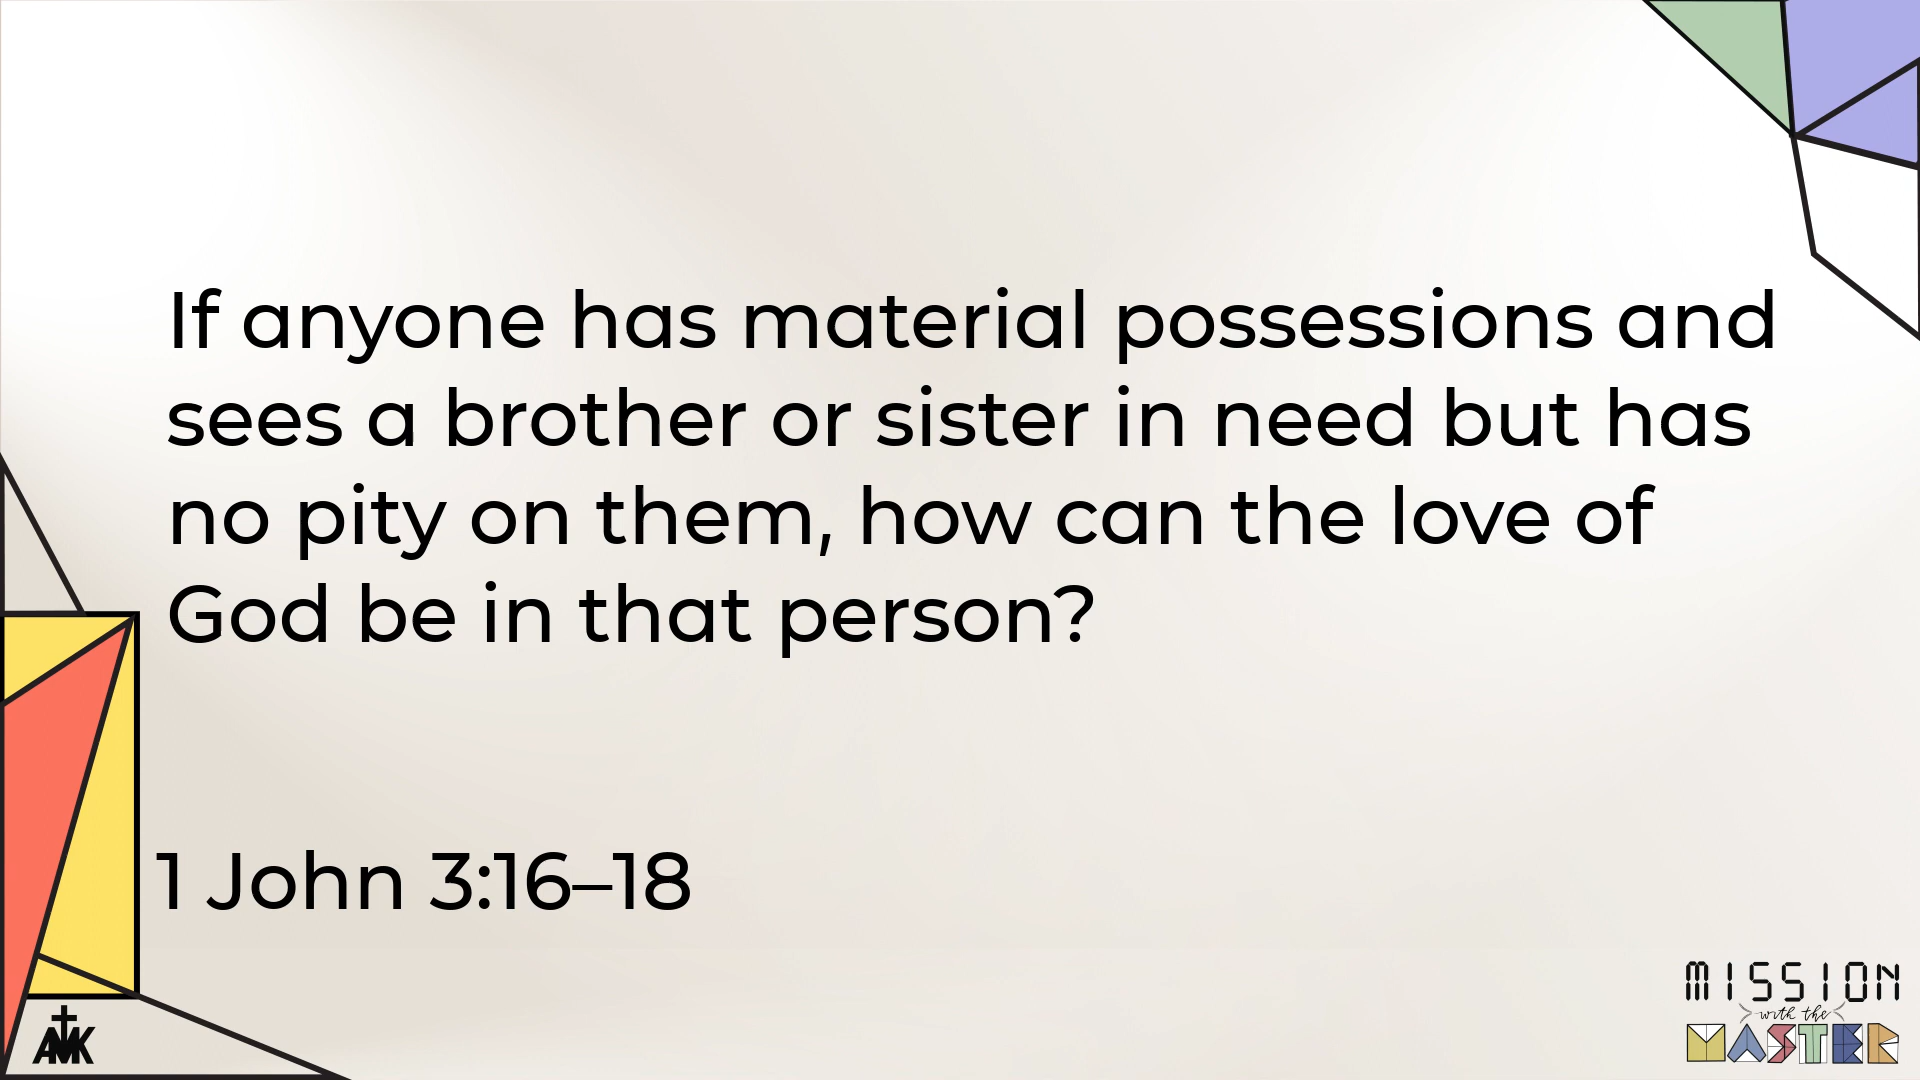 If anyone has material possessions and
sees a brother or sister in need but has
no pity on them, how can the love of
God be in that person?
1 John 3:16–18
AMK
MISSION
with the
MASTER